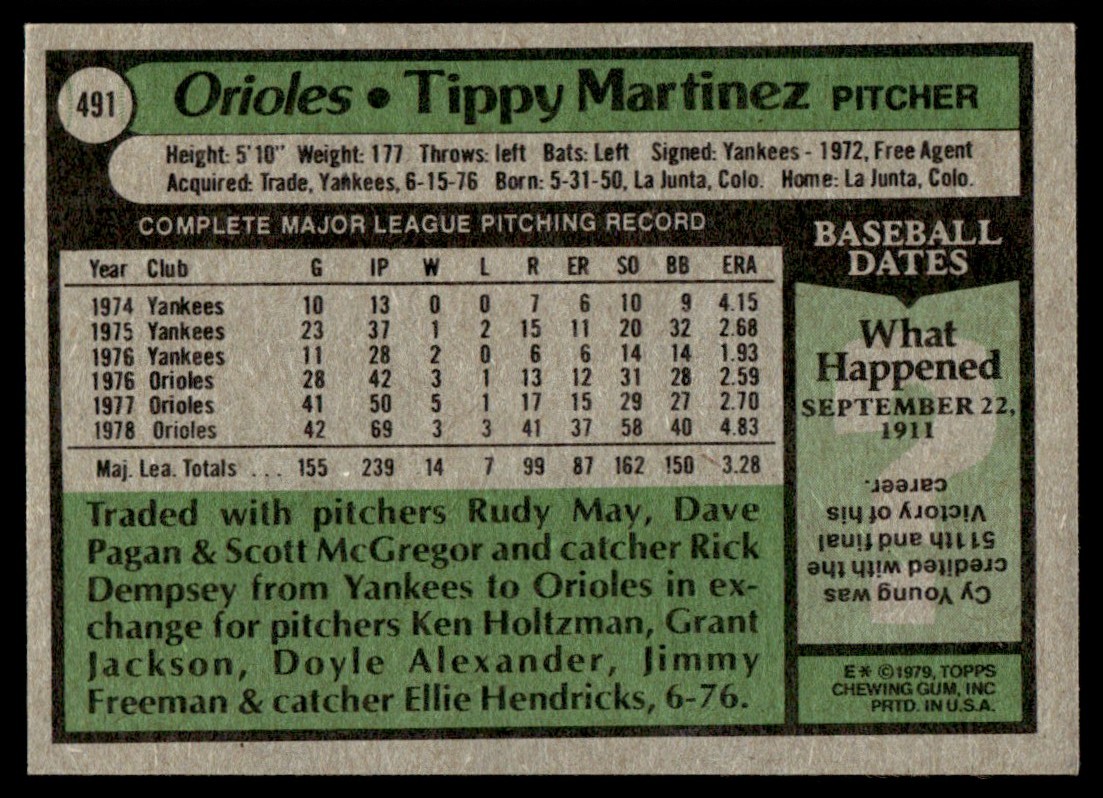 491
Orioles • Tippy Martinez PITCHER
Height: 5'10" Weight: 177 Throws: left Bats: Left Signed: Yankees - 1972, Free Agent
Acquired: Trade, Yankees, 6-15-76 Born: 5-31-50, La Junta, Colo. Home: La Junta, Colo.
COMPLETE MAJOR LEAGUE PITCHING RECORD
Year Club G IP W L R ER SO BB ERA
1974 Yankees 10 13 0 0 7 6 10 9 4.15
1975 Yankees 23 37 1 2 15 11 20 32 2.68
1976 Yankees 11 28 2 0 6 6 14 14 1.93
1976 Orioles 28 42 3 1 13 12 31 28 2.59
1977 Orioles 41 50 5 1 17 15 29 27 2.70
1978 Orioles 42 69 3 3 41 37 58 40 4.83
Maj. Lea. Totals ... 155 239 14 7 99 87 162 150 3.28
Traded with pitchers Rudy May, Dave
Pagan & Scott McGregor and catcher Rick
Dempsey from Yankees to Orioles in ex-
change for pitchers Ken Holtzman, Grant
Jackson, Doyle Alexander, Jimmy
Freeman & catcher Ellie Hendricks, 6-76.
BASEBALL
DATES
What
Happened
SEPTEMBER 22,
1911
?
Cy Young was
credited with the
511th and final
Victory of his
career.
E* ©1979, TOPPS
CHEWING GUM, INC
PRTD. IN U.S.A.